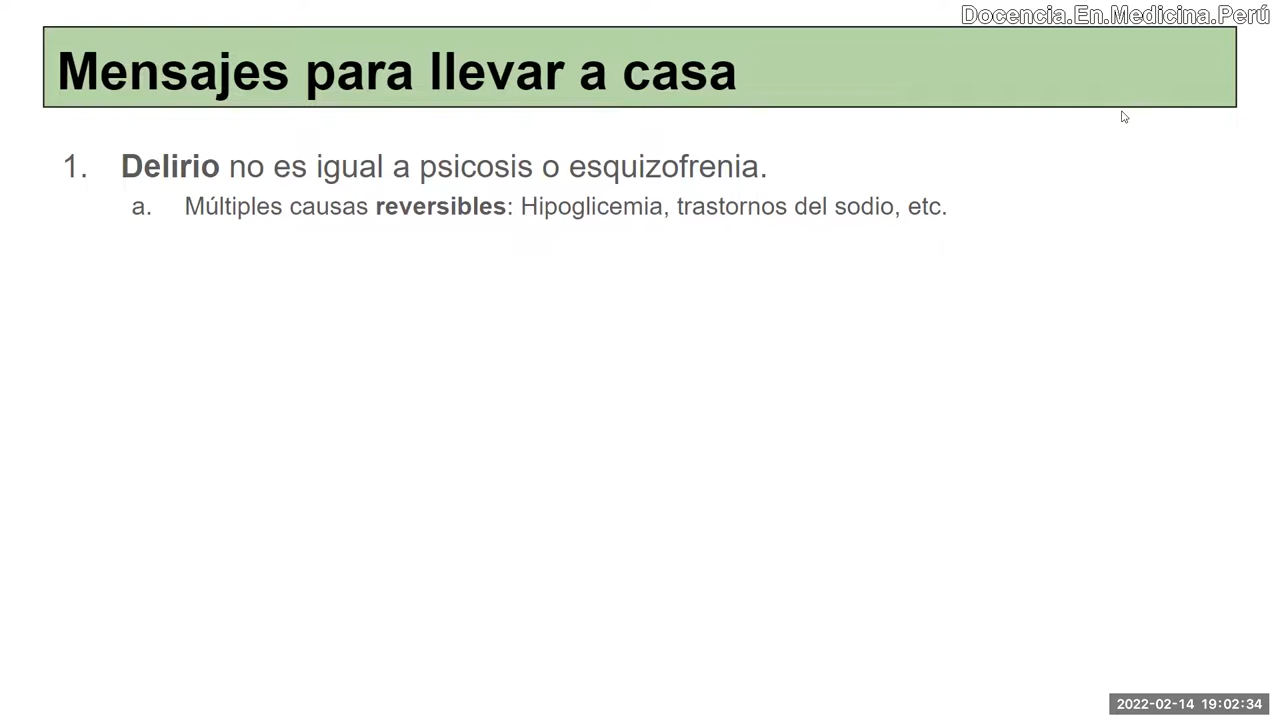 Docencia.En.Medicina.Perú
Mensajes para llevar a casa
1. Delirio no es igual a psicosis o esquizofrenia.
a. Múltiples causas reversibles: Hipoglicemia, trastornos del sodio, etc.
2022-02-14 19:02:34